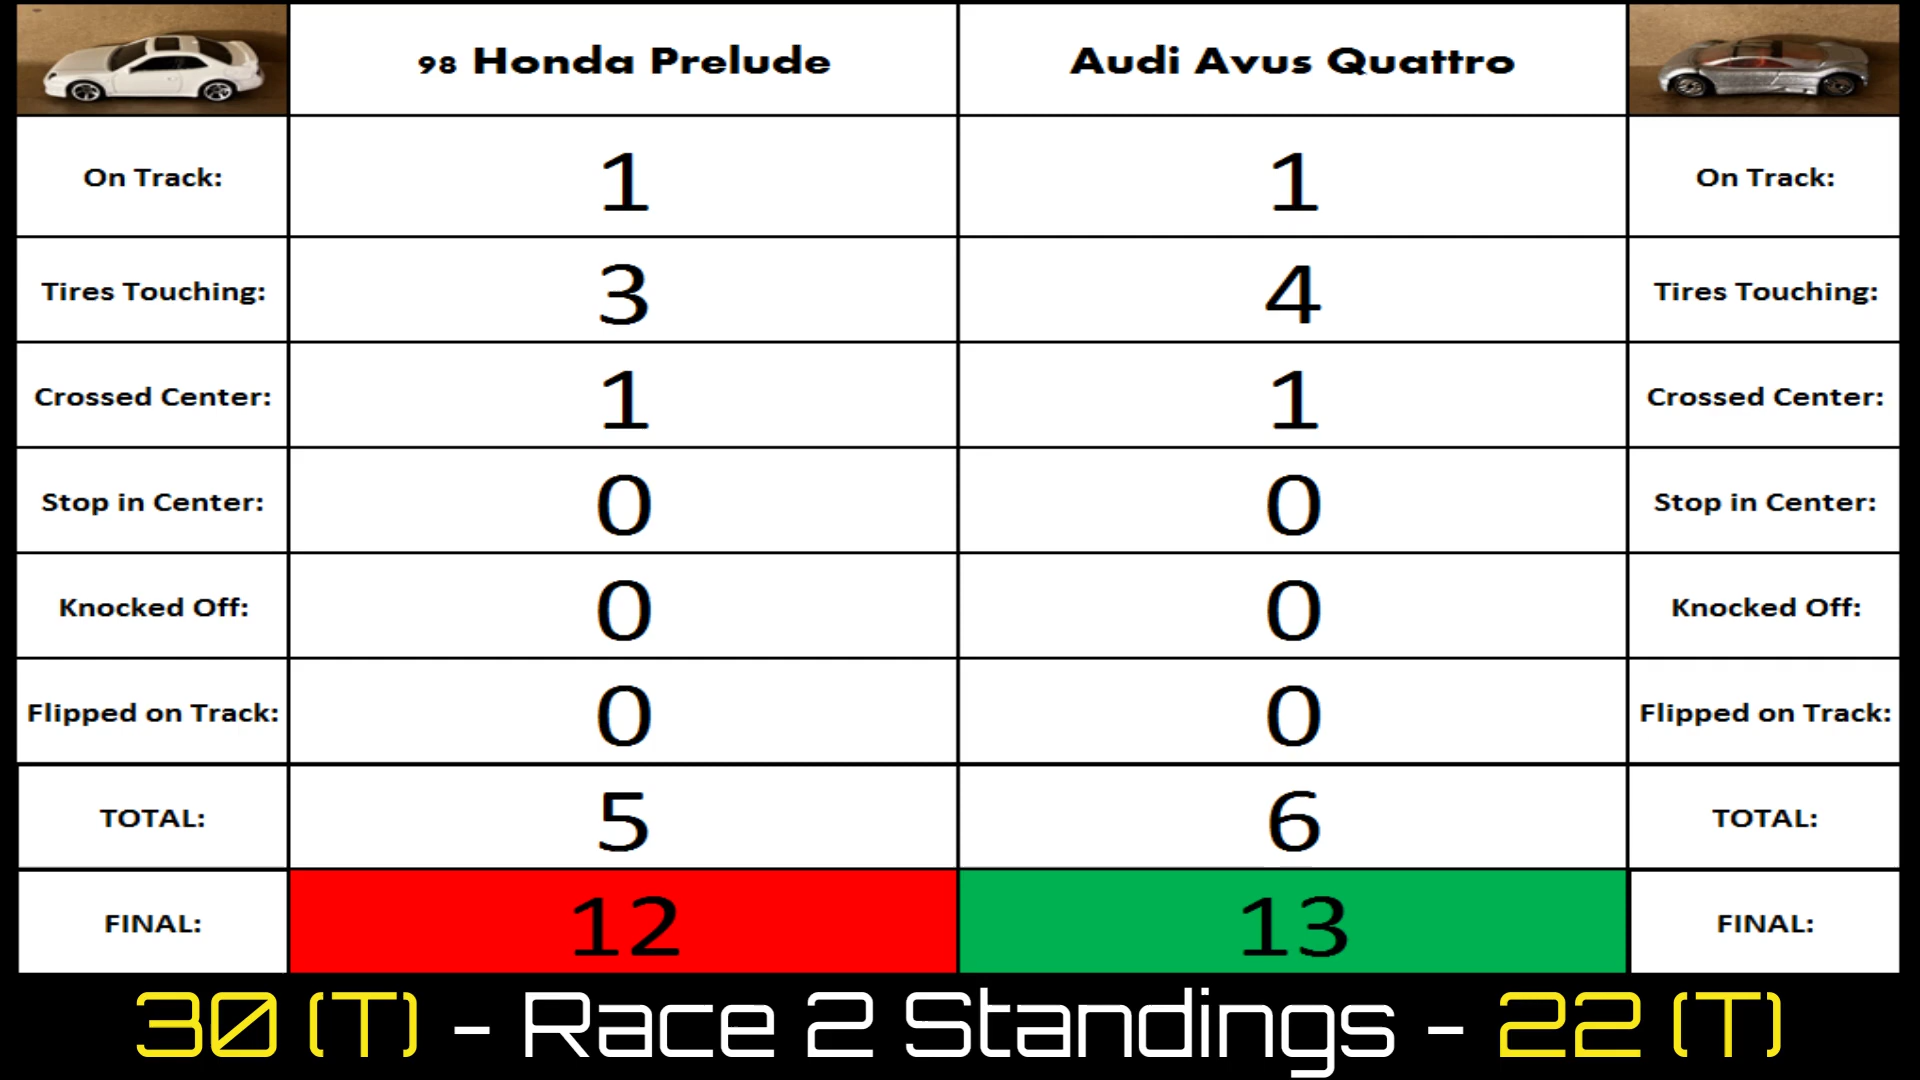 98 Honda Prelude Audi Avus Quattro
On Track: 1 1 On Track:
Tires Touching: 3 4 Tires Touching:
Crossed Center: 1 1 Crossed Center:
Stop in Center: 0 0 Stop in Center:
Knocked Off: 0 0 Knocked Off:
Flipped on Track: 0 0 Flipped on Track:
TOTAL: 5 6 TOTAL:
FINAL: 12 13 FINAL:
30 (T) - Race 2 Standings - 22 (T)